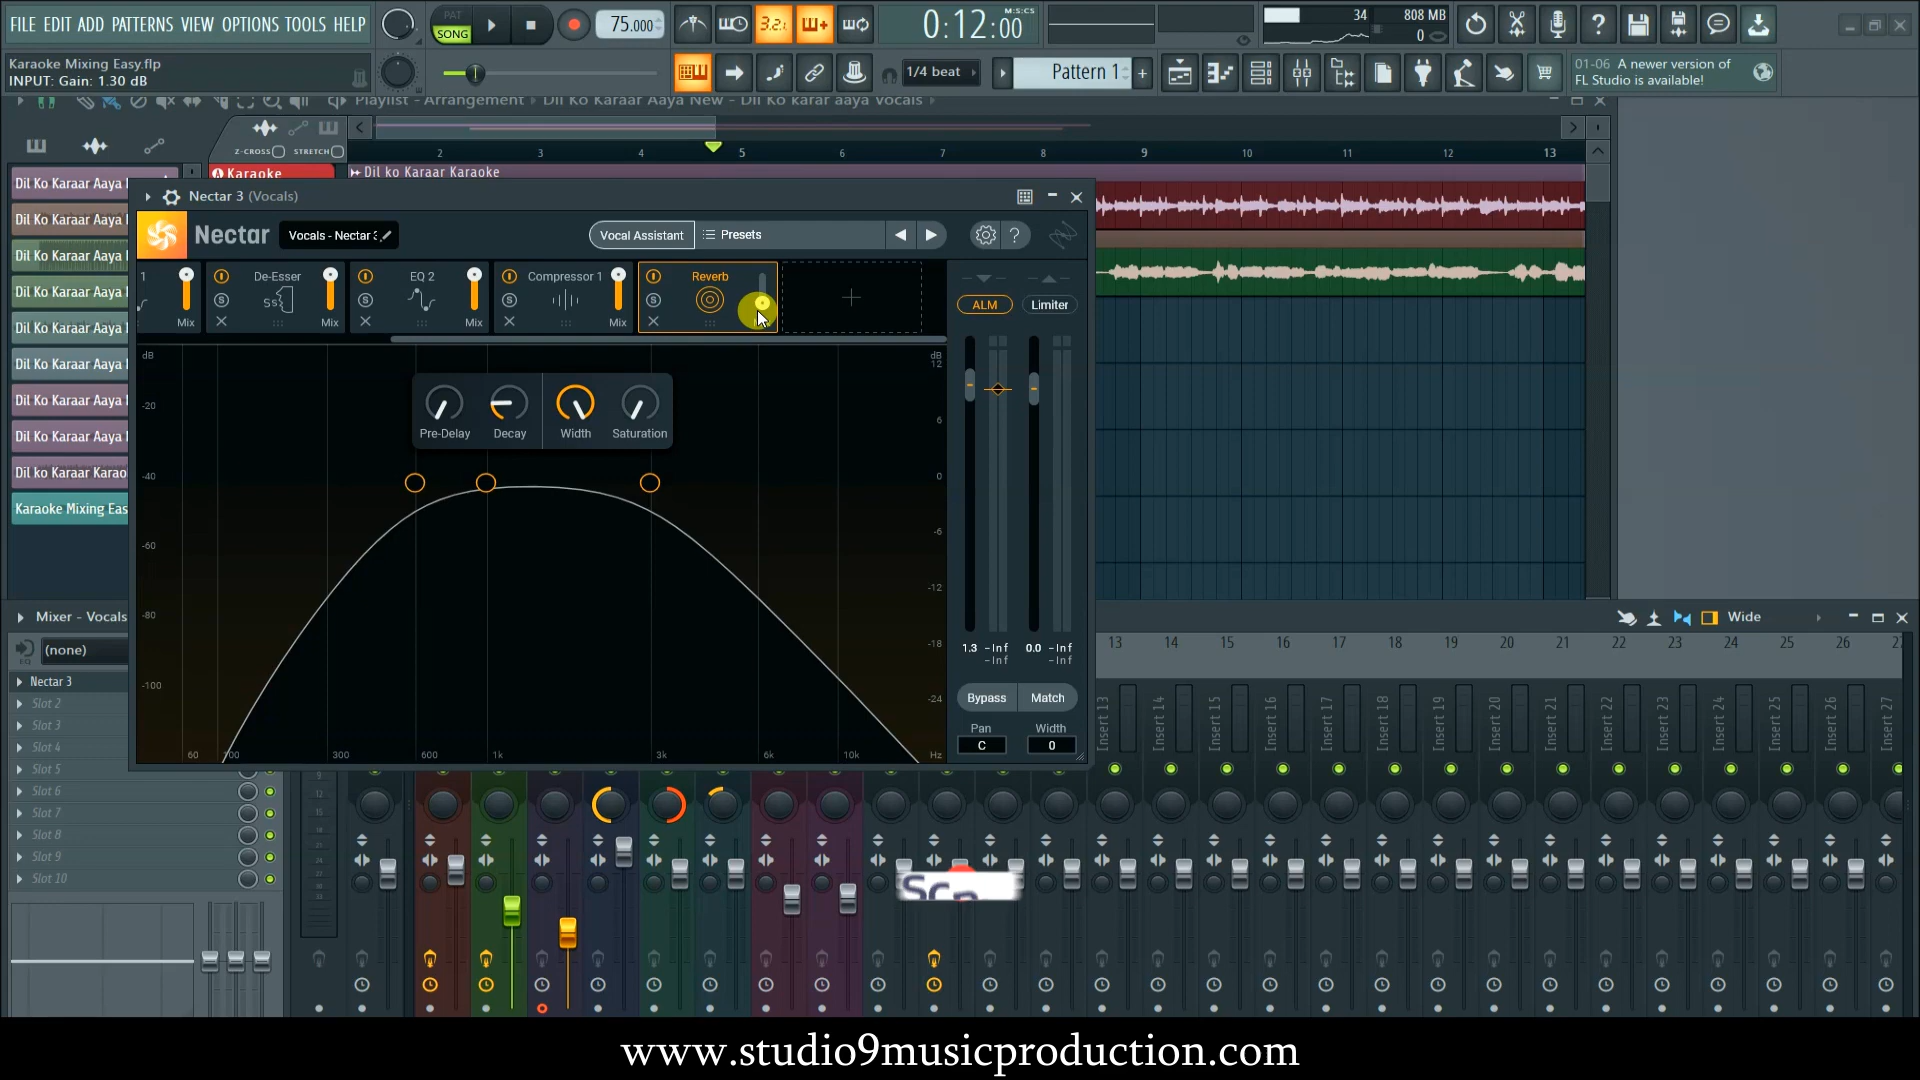 FILE EDIT ADD PATTERNS VIEW OPTIONS TOOLS HELP
PAT
SONG
75.000
3.2.
0:12:00
M:S:CS
34
808 MB
0
Karaoke Mixing Easy.flp
INPUT: Gain: 1.30 dB
1/4 beat
Pattern 1
01-06 A newer version of
FL Studio is available!
Playlist - Arrangement Dil Ko Karaar Aaya New - Dil Ko karar aaya Vocals
Z-CROSS STRETCH
2 3 4 5 6 7 8 9 10 11 12 13
Karaoke
Dil ko Karaar Karaoke
Dil Ko Karaar Aaya
Dil Ko Karaar Aaya
Dil Ko Karaar Aaya
Dil Ko Karaar Aaya
Dil Ko Karaar Aaya
Dil Ko Karaar Aaya
Dil Ko Karaar Aaya
Dil Ko Karaar Aaya
Dil ko Karaar Karao
Karaoke Mixing Eas
Nectar 3 (Vocals)
Nectar
Vocals - Nectar
Vocal Assistant
Presets
?
1
Mix
De-Esser
S
Mix
EQ 2
S
Mix
Compressor 1
S
Mix
Reverb
S
ALM
Limiter
dB
-20
-40
-60
-80
-100
Pre-Delay Decay Width Saturation
dB
12
6
0
-6
-12
-18
-24
60 100 300 600 1k 3k 6k 10k Hz
1.3 -Inf 0.0 -Inf
-Inf -Inf
Bypass Match
Pan Width
C 0
Mixer - Vocals
Wide
(none)
Nectar 3
Slot 2
Slot 3
Slot 4
Slot 5
Slot 6
Slot 7
Slot 8
Slot 9
Slot 10
13 14 15 16 17 18 19 20 21 22 23 24 25 26
Insert 13
Insert 14
Insert 15
Insert 16
Insert 17
Insert 18
Insert 19
Insert 20
Insert 21
Insert 22
Insert 23
Insert 24
Insert 25
Insert 26
Insert 27
www.studio9musicproduction.com